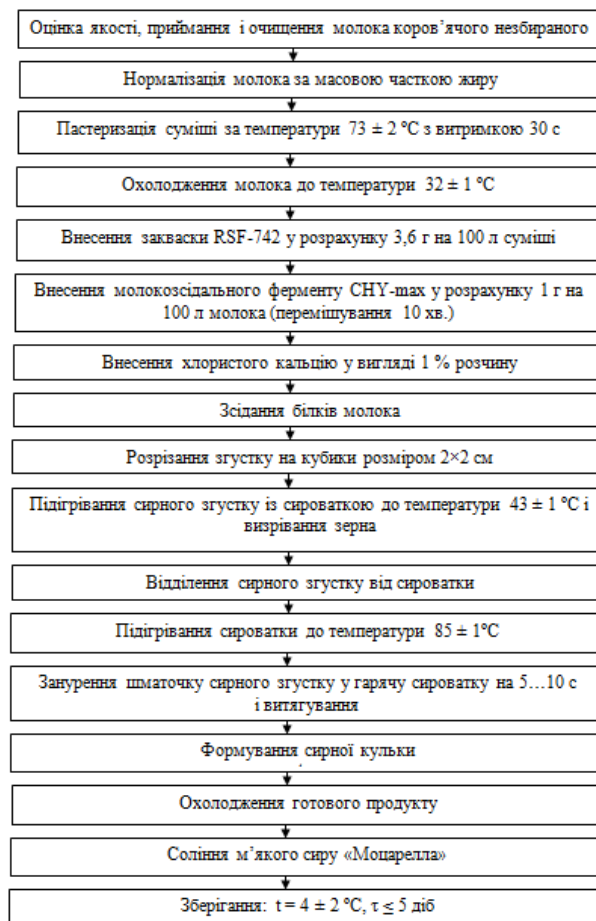 Оцінка якості, приймання і очищення молока коров’ячого незбираного
Нормалізація молока за масовою часткою жиру
Пастеризація суміші за температури 73 ± 2 ºС з витримкою 30 с
Охолодження молока до температури 32 ± 1 ºС
Внесення закваски RSF-742 у розрахунку 3,6 г на 100 л суміші
Внесення молокозсідального ферменту CHY-max у розрахунку 1 г на
100 л молока (перемішування 10 хв.)
Внесення хлористого кальцію у вигляді 1 % розчину
Зсідання білків молока
Розрізання згустку на кубики розміром 2×2 см
Підігрівання сирного згустку із сироваткою до температури 43 ± 1 ºС і
визрівання зерна
Відділення сирного згустку від сироватки
Підігрівання сироватки до температури 85 ± 1ºС
Занурення шматочку сирного згустку у гарячу сироватку на 5…10 с
і витягування
Формування сирної кульки
Охолодження готового продукту
Соління м’якого сиру «Моцарелла»
Зберігання: t = 4 ± 2 ºС, τ ≤ 5 діб